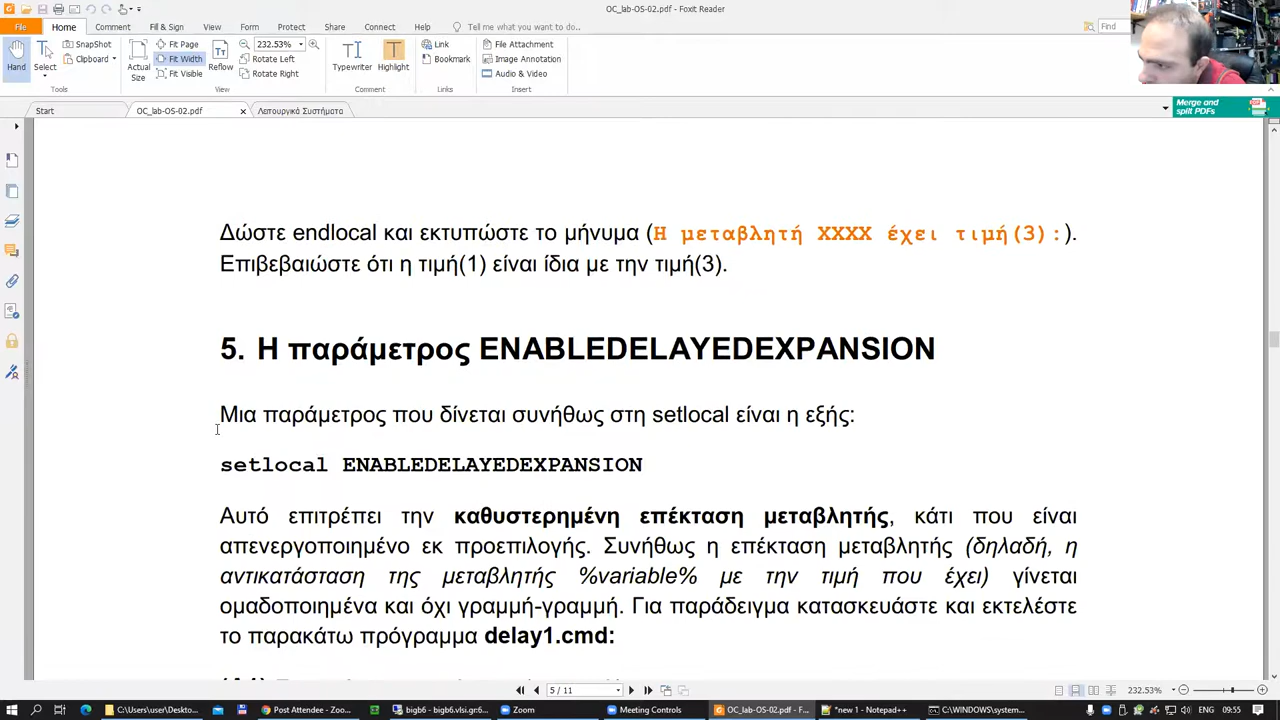 OC_lab-OS-02.pdf - Foxit Reader
File Home Comment Fill & Sign Form Protect Share Connect Help Tell me what you want to do... Find
SnapShot Fit Page 232.53% Link File Attachment
Hand Select Clipboard Actual Size Fit Width Reflow Rotate Left Typewriter Highlight Bookmark Image Annotation
Fit Visible Rotate Right Audio & Video
Tools View Comment Links Insert
Start OC_lab-OS-02.pdf Λειτουργικά Συστήματα Merge and split PDFs
Δώστε endlocal και εκτυπώστε το μήνυμα (Η μεταβλητή XXXX έχει τιμή(3):).
Επιβεβαιώστε ότι η τιμή(1) είναι ίδια με την τιμή(3).
5. Η παράμετρος ENABLEDELAYEDEXPANSION
Μια παράμετρος που δίνεται συνήθως στη setlocal είναι η εξής:
setlocal ENABLEDELAYEDEXPANSION
Αυτό επιτρέπει την καθυστερημένη επέκταση μεταβλητής, κάτι που είναι
απενεργοποιημένο εκ προεπιλογής. Συνήθως η επέκταση μεταβλητής (δηλαδή, η
αντικατάσταση της μεταβλητής %variable% με την τιμή που έχει) γίνεται
ομαδοποιημένα και όχι γραμμή-γραμμή. Για παράδειγμα κατασκευάστε και εκτελέστε
το παρακάτω πρόγραμμα delay1.cmd:
5 / 11 232.53%
C:\Users\user\Deskto... Post Attendee - Zoo... big6 - big6.vlsi.gr:6... Zoom Meeting Controls OC_lab-OS-02.pdf - F... *new 1 - Notepad++ C:\WINDOWS\system... ENG 09:55